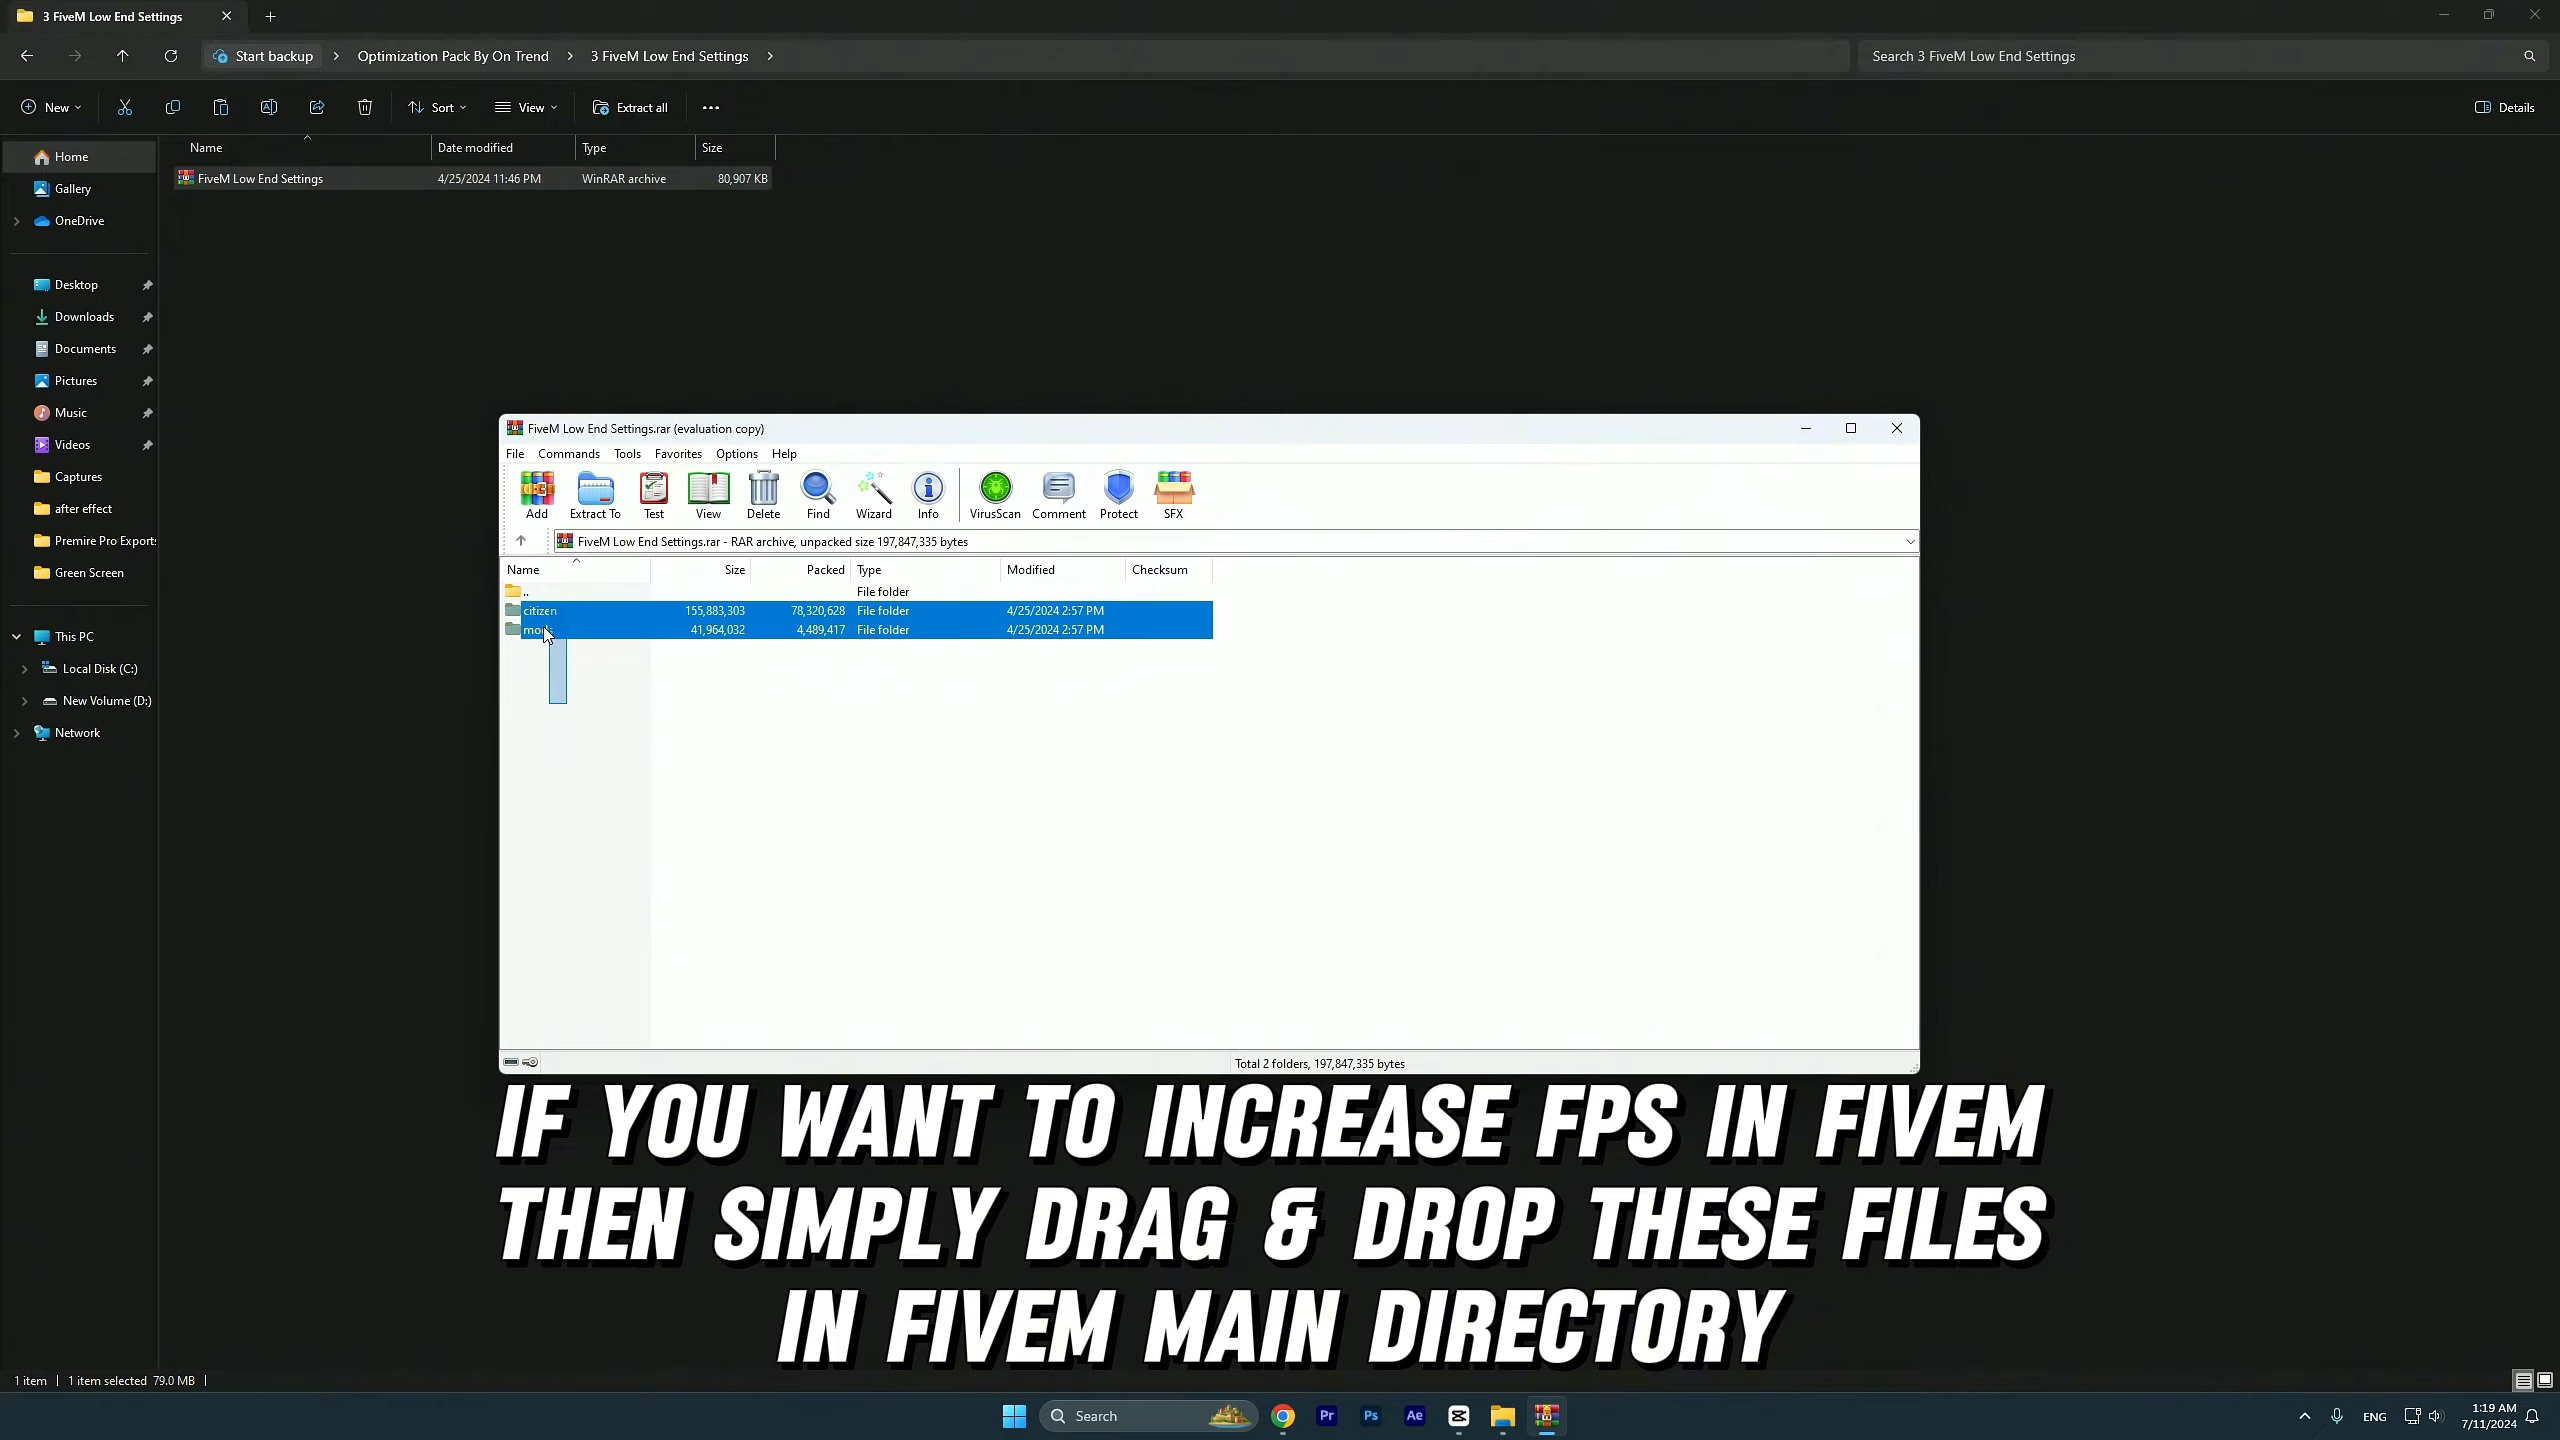 3 FiveM Low End Settings
Start backup
Optimization Pack By On Trend
3 FiveM Low End Settings
Search 3 FiveM Low End Settings
New
Sort
View
Extract all
Details
Name
Date modified
Type
Size
FiveM Low End Settings
4/25/2024 11:46 PM
WinRAR archive
80,907 KB
Home
Gallery
OneDrive
Desktop
Downloads
Documents
Pictures
Music
Videos
Captures
after effect
Premire Pro Exports
Green Screen
This PC
Local Disk (C:)
New Volume (D:)
Network
FiveM Low End Settings.rar (evaluation copy)
File Commands Tools Favorites Options Help
Add Extract To Test View Delete Find Wizard Info VirusScan Comment Protect SFX
FiveM Low End Settings.rar - RAR archive, unpacked size 197,847,335 bytes
Name Size Packed Type Modified Checksum
.. File folder
citizen 155,883,303 78,320,628 File folder 4/25/2024 2:57 PM
mods 41,964,032 4,489,417 File folder 4/25/2024 2:57 PM
Total 2 folders, 197,847,335 bytes
IF YOU WANT TO INCREASE FPS IN FIVEM
THEN SIMPLY DRAG & DROP THESE FILES
IN FIVEM MAIN DIRECTORY
1 item
1 item selected 79.0 MB
Search
Pr
Ps
Ae
ENG
1:19 AM
7/11/2024